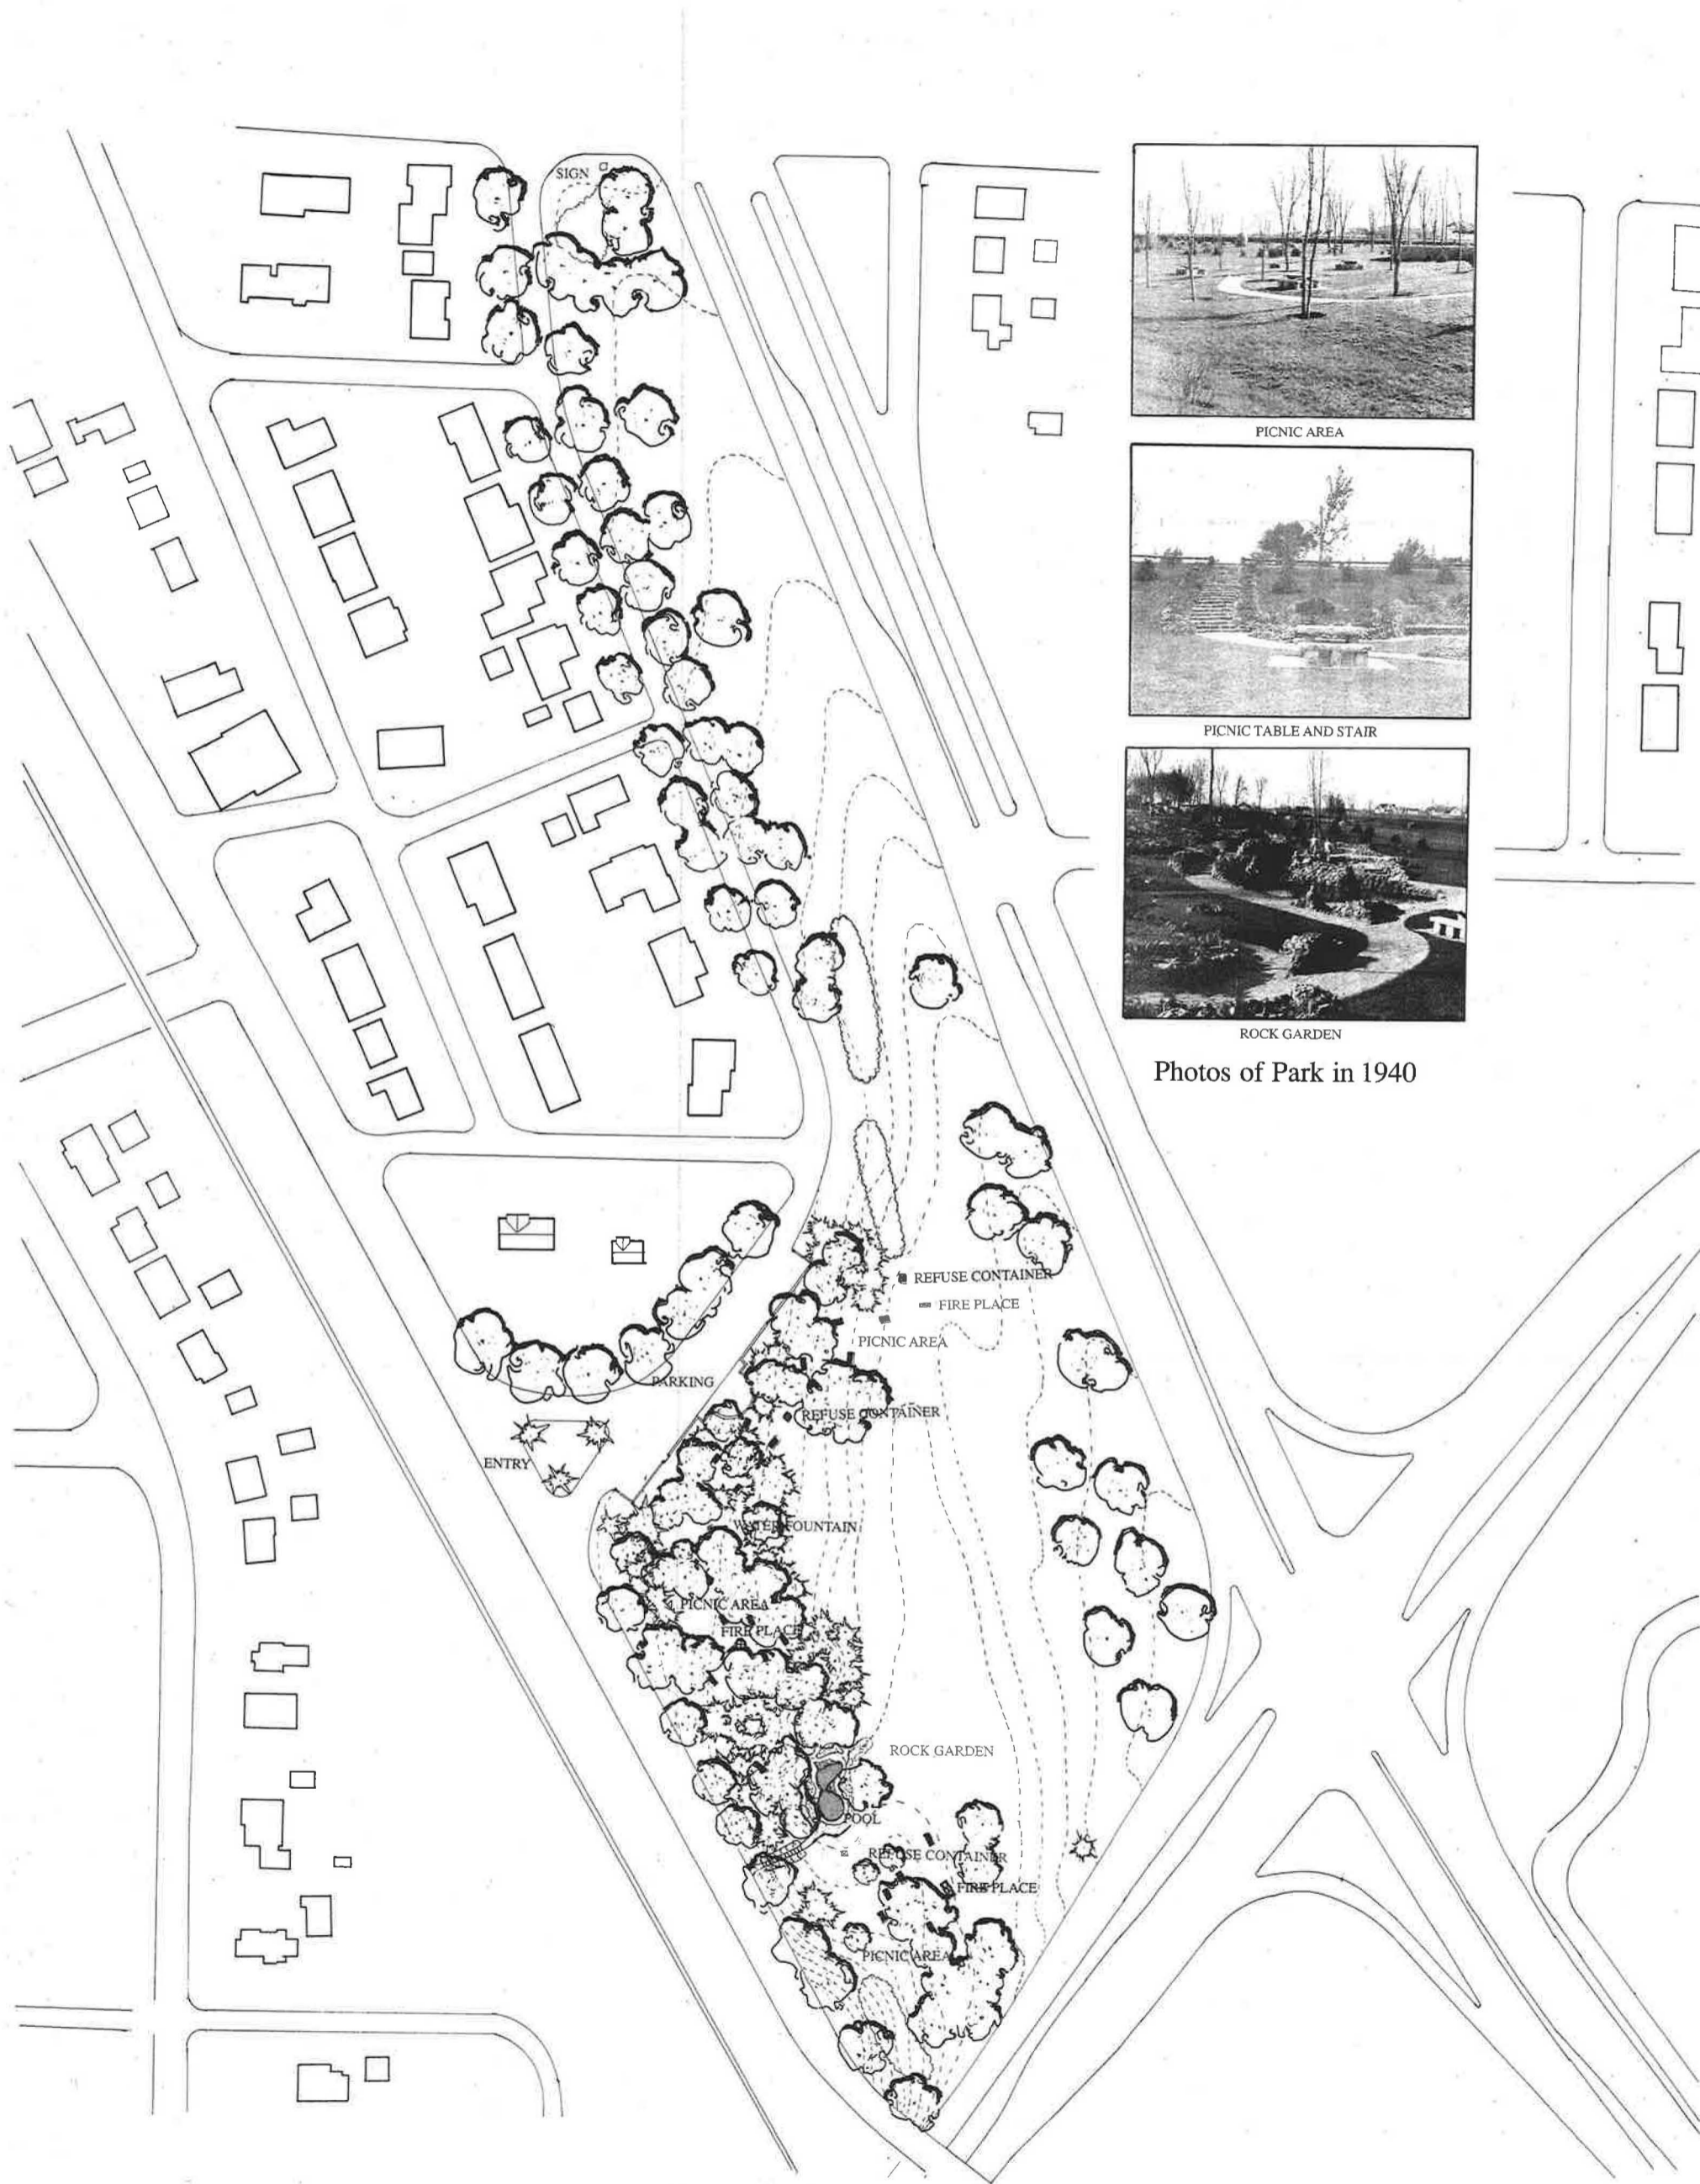 SIGN
PICNIC AREA
PICNIC TABLE AND STAIR
ROCK GARDEN
Photos of Park in 1940
REFUSE CONTAINER
FIRE PLACE
PICNIC AREA
PARKING
REFUSE CONTAINER
ENTRY
WATER FOUNTAIN
PICNIC AREA
FIRE PLACE
ROCK GARDEN
POOL
REFUSE CONTAINER
FIRE PLACE
PICNIC AREA